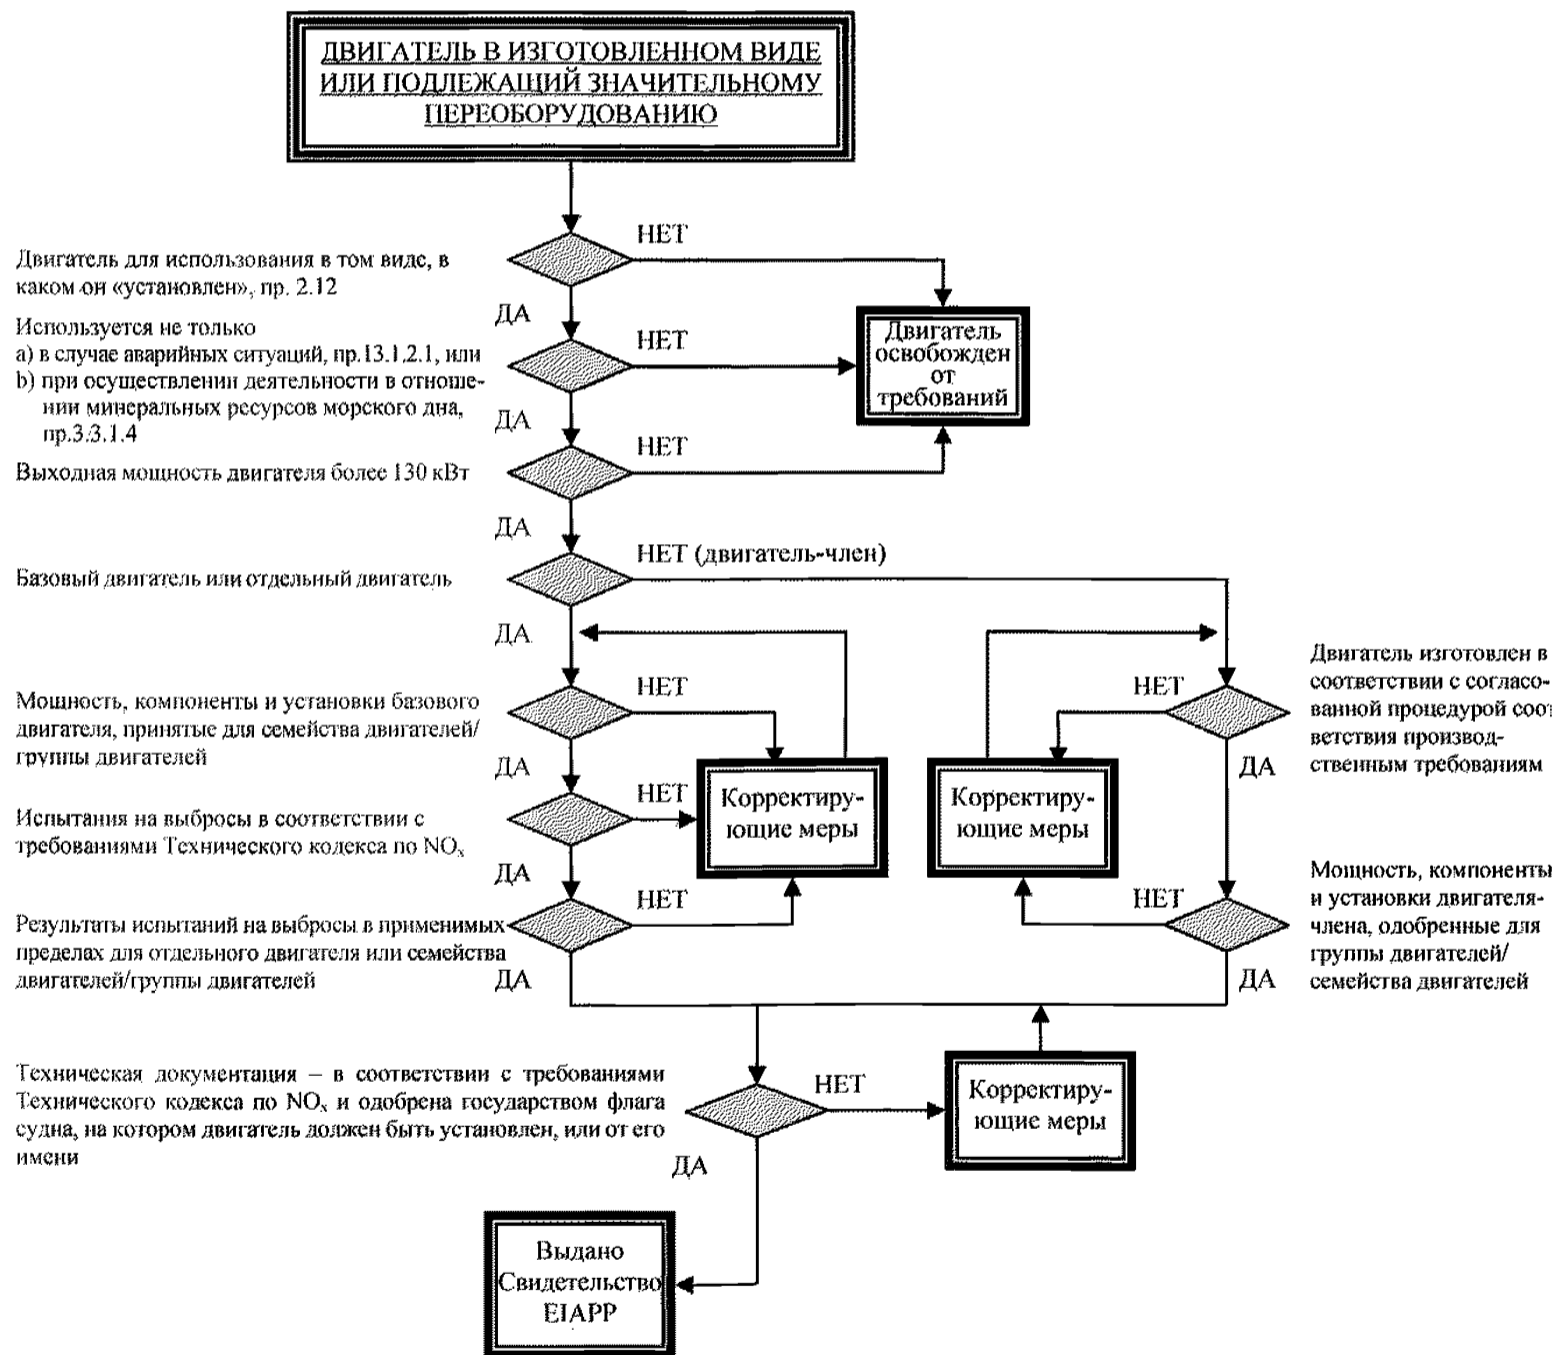 ДВИГАТЕЛЬ В ИЗГОТОВЛЕННОМ ВИДЕ
ИЛИ ПОДЛЕЖАЩИЙ ЗНАЧИТЕЛЬНОМУ
ПЕРЕОБОРУДОВАНИЮ
НЕТ
Двигатель для использования в том виде, в
каком он «установлен», пр. 2.12
ДА
Используется не только
a) в случае аварийных ситуаций, пр.13.1.2.1, или
b) при осуществлении деятельности в отноше-
нии минеральных ресурсов морского дна,
пр.3.3.1.4
НЕТ
Двигатель
освобожден
от
требований
ДА
НЕТ
Выходная мощность двигателя более 130 кВт
ДА
НЕТ (двигатель-член)
Базовый двигатель или отдельный двигатель
ДА
Мощность, компоненты и установки базового
двигателя, принятые для семейства двигателей/
группы двигателей
НЕТ
НЕТ
Двигатель изготовлен в
соответствии с согласо-
ванной процедурой соот
ветствия производ-
ственным требованиям
ДА
ДА
Испытания на выбросы в соответствии с
требованиями Технического кодекса по NOx
НЕТ
Корректиру-
ющие меры
Корректиру-
ющие меры
ДА
Результаты испытаний на выбросы в применимых
пределах для отдельного двигателя или семейства
двигателей/группы двигателей
НЕТ
НЕТ
Мощность, компоненты
и установки двигателя-
члена, одобренные для
группы двигателей/
семейства двигателей
ДА
ДА
Техническая документация – в соответствии с требованиями
Технического кодекса по NOx и одобрена государством флага
судна, на котором двигатель должен быть установлен, или от его
имени
НЕТ
Корректиру-
ющие меры
ДА
Выдано
Свидетельство
EIAPP